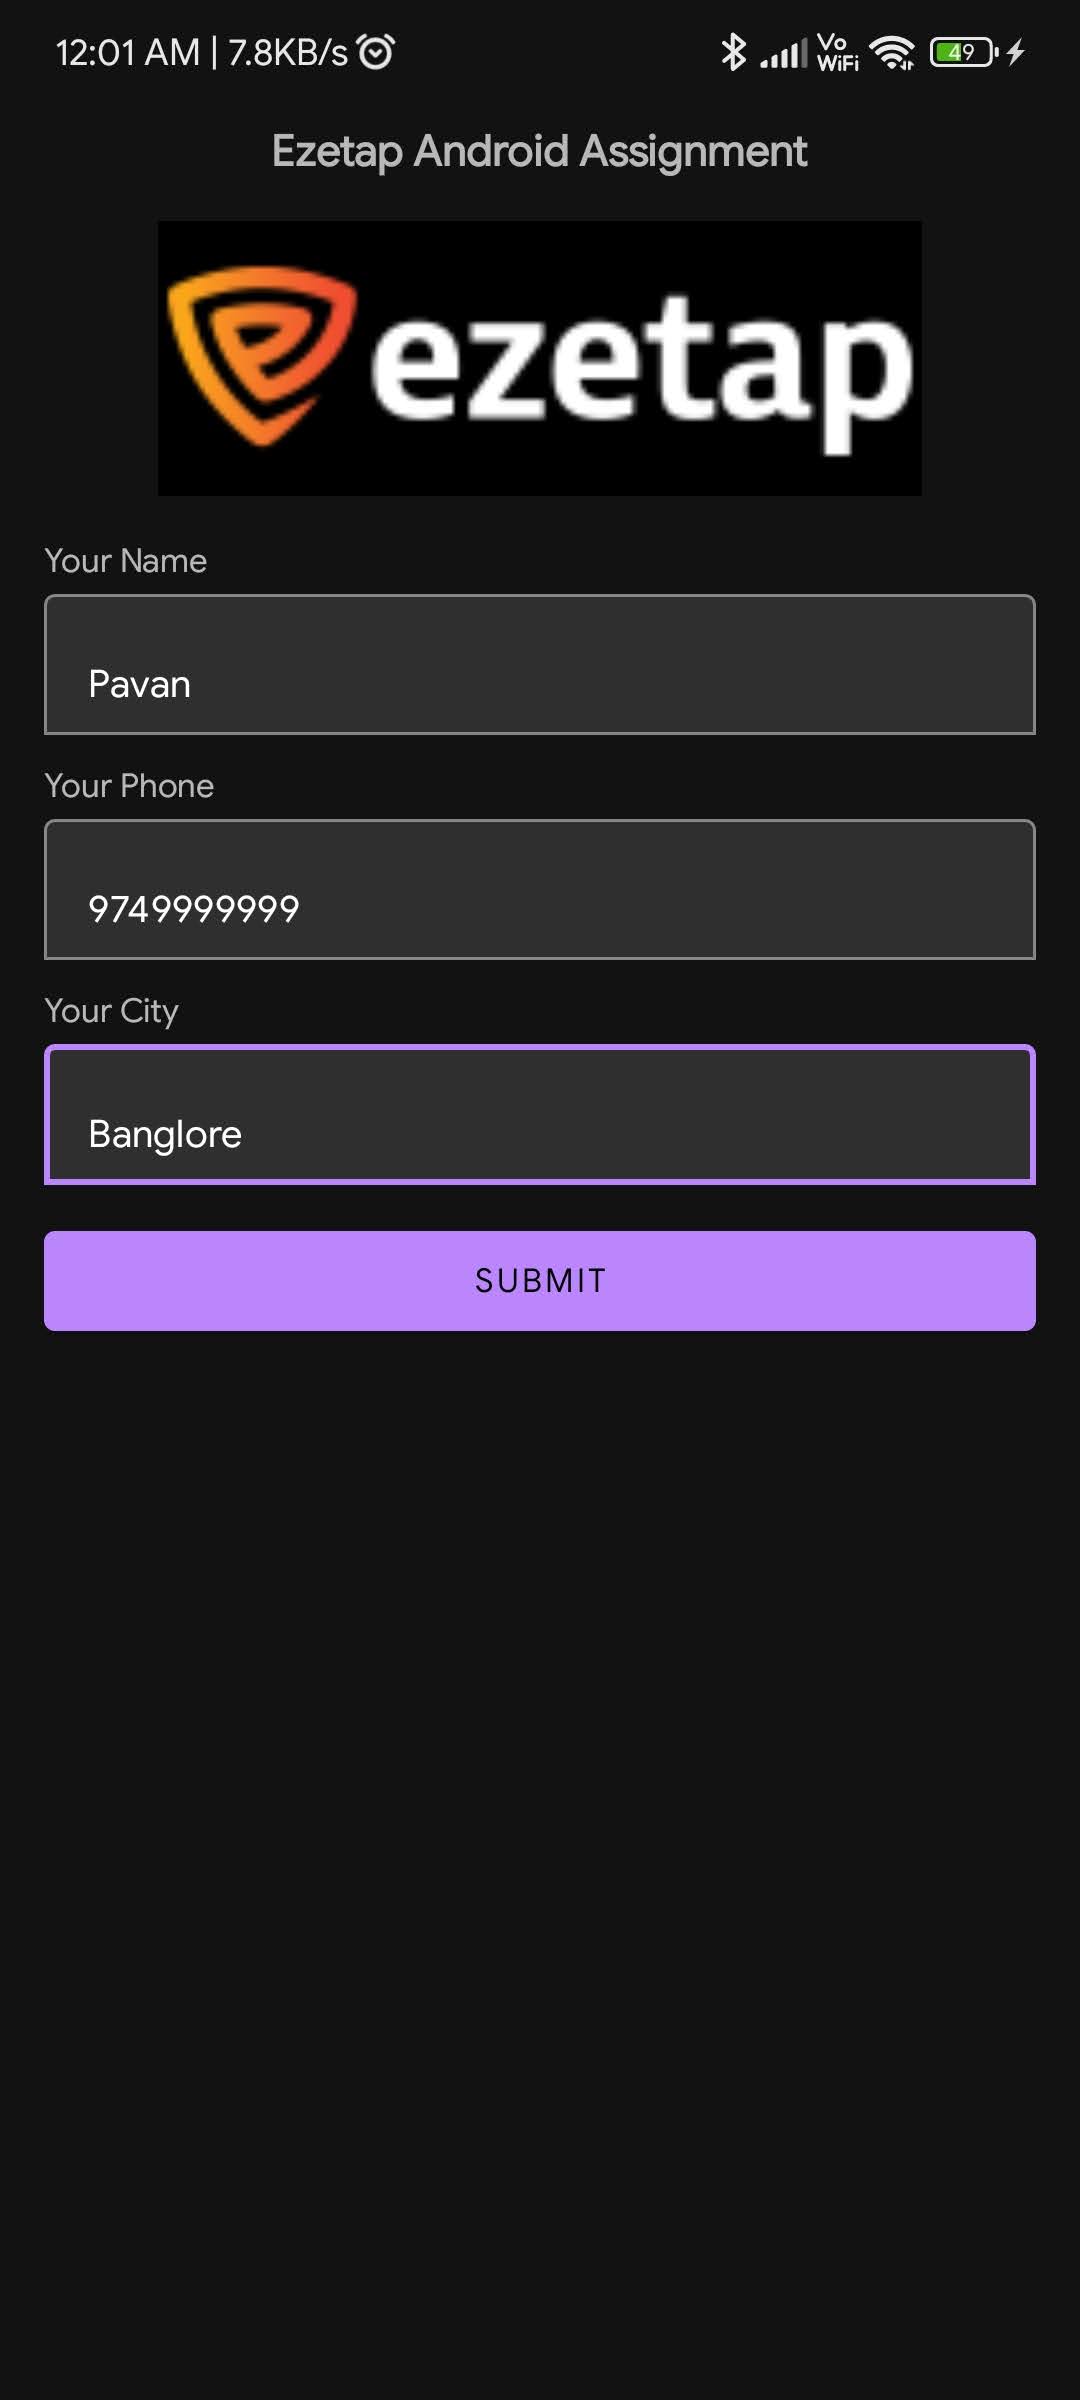 12:01 AM | 7.8KB/s Vo WiFi 49
Ezetap Android Assignment
ezetap
Your Name
Pavan
Your Phone
9749999999
Your City
Banglore
SUBMIT